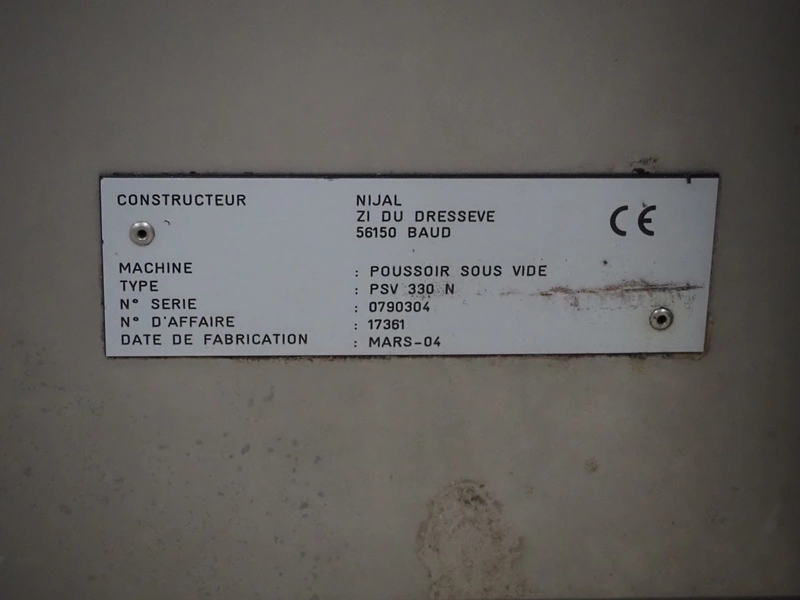 CONSTRUCTEUR NIJAL
ZI DU DRESSEVE
56150 BAUD
CE
MACHINE : POUSSOIR SOUS VIDE
TYPE : PSV 330 N
N° SERIE : 0790304
N° D'AFFAIRE : 17361
DATE DE FABRICATION : MARS-04